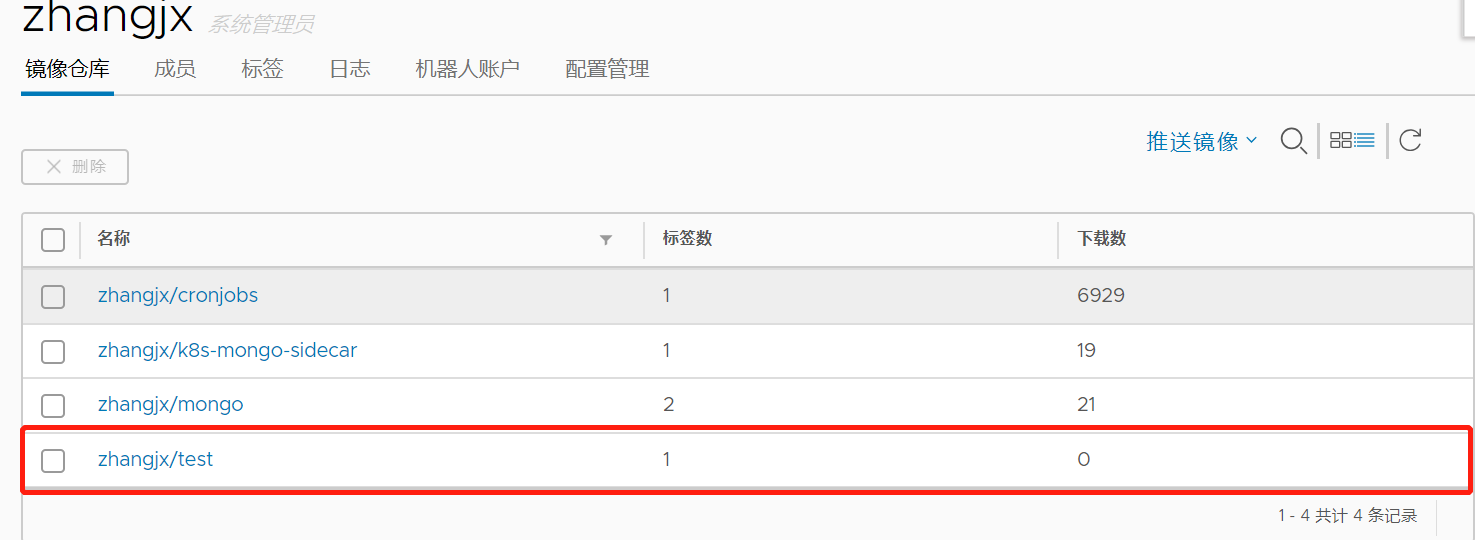 zhangjx 系统管理员
镜像仓库 成员 标签 日志 机器人账户 配置管理
推送镜像
删除
名称 标签数 下载数
zhangjx/cronjobs 1 6929
zhangjx/k8s-mongo-sidecar 1 19
zhangjx/mongo 2 21
zhangjx/test 1 0
1 - 4 共计 4 条记录